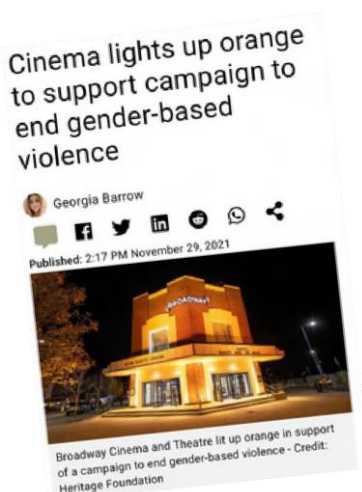 Cinema lights up orange
to support campaign to
end gender-based
violence
Georgia Barrow
Published: 2:17 PM November 29, 2021
BROADWAY
Broadway Cinema and Theatre lit up orange in support
of a campaign to end gender-based violence - Credit:
Heritage Foundation